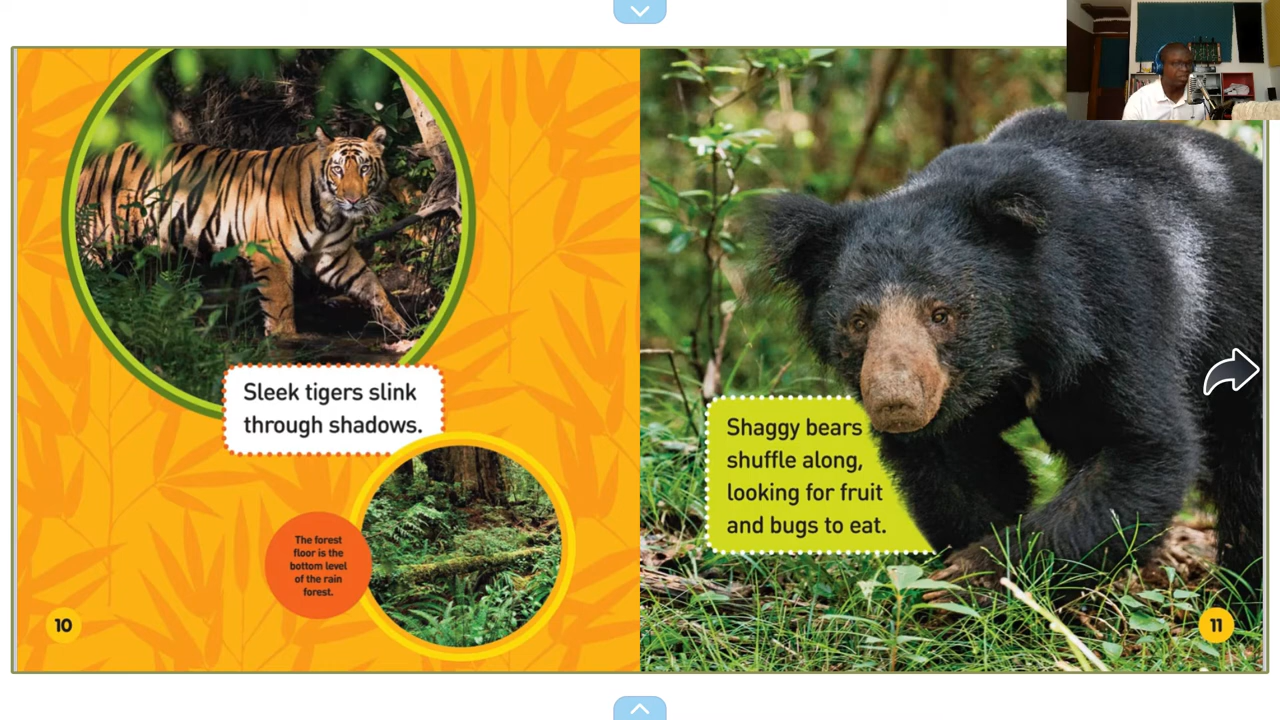 Sleek tigers slink
through shadows.
The forest
floor is the
bottom level
of the rain
forest.
10
Shaggy bears
shuffle along,
looking for fruit
and bugs to eat.
11